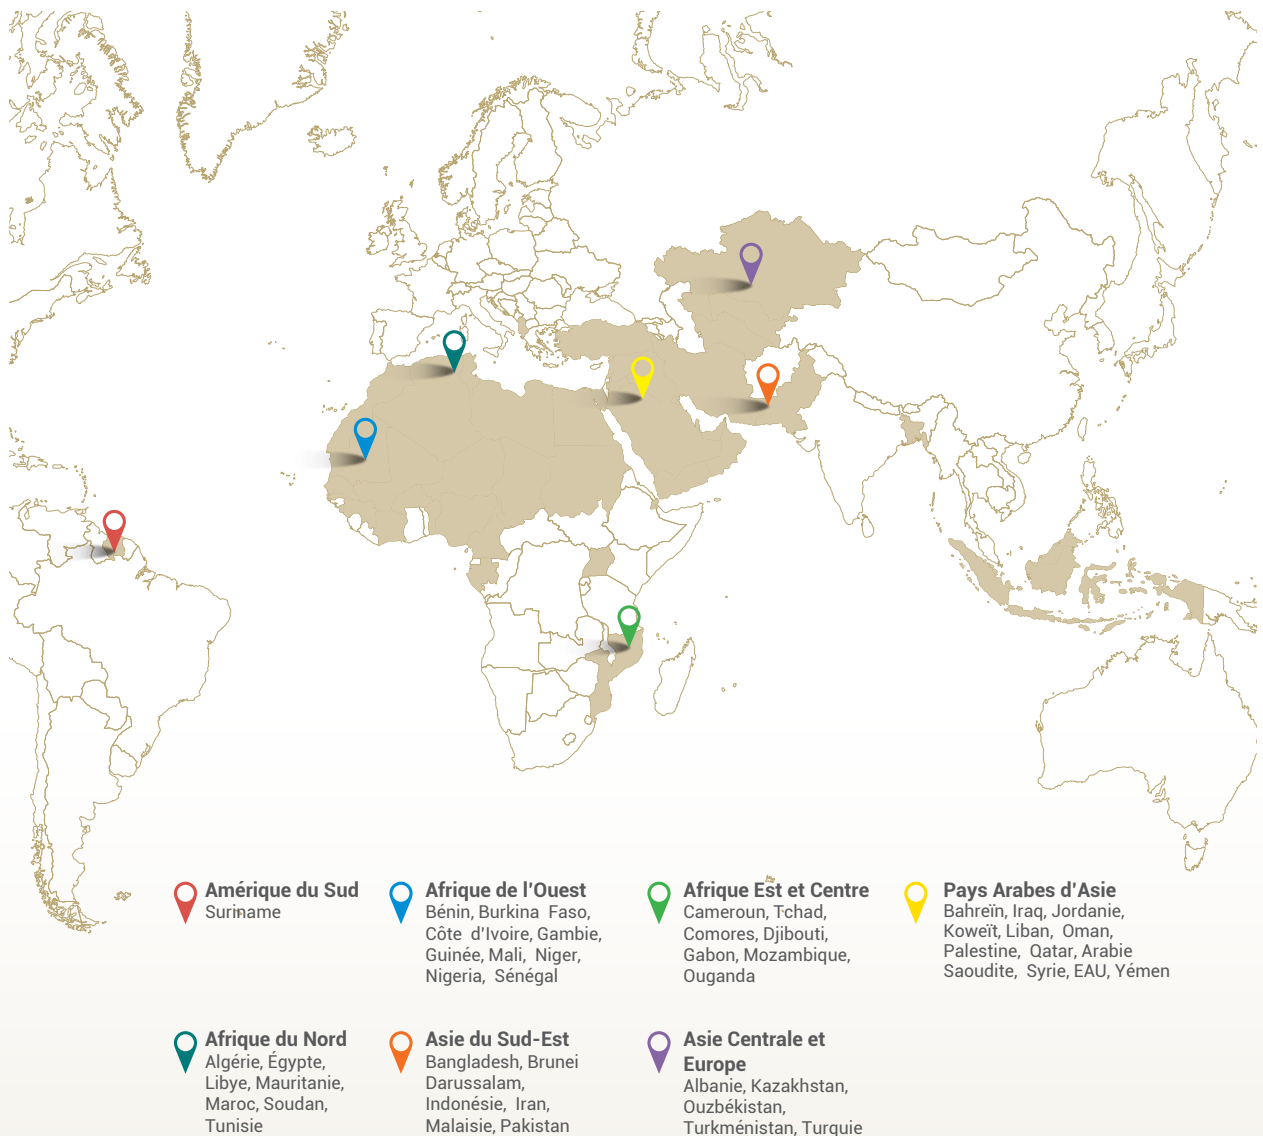 Amérique du Sud
Suriname
Afrique de l'Ouest
Bénin, Burkina Faso,
Côte d'Ivoire, Gambie,
Guinée, Mali, Niger,
Nigeria, Sénégal
Afrique Est et Centre
Cameroun, Tchad,
Comores, Djibouti,
Gabon, Mozambique,
Ouganda
Pays Arabes d'Asie
Bahreïn, Iraq, Jordanie,
Koweït, Liban, Oman,
Palestine, Qatar, Arabie
Saoudite, Syrie, EAU, Yémen
Afrique du Nord
Algérie, Égypte,
Libye, Mauritanie,
Maroc, Soudan,
Tunisie
Asie du Sud-Est
Bangladesh, Brunei
Darussalam,
Indonésie, Iran,
Malaisie, Pakistan
Asie Centrale et
Europe
Albanie, Kazakhstan,
Ouzbékistan,
Turkménistan, Turquie